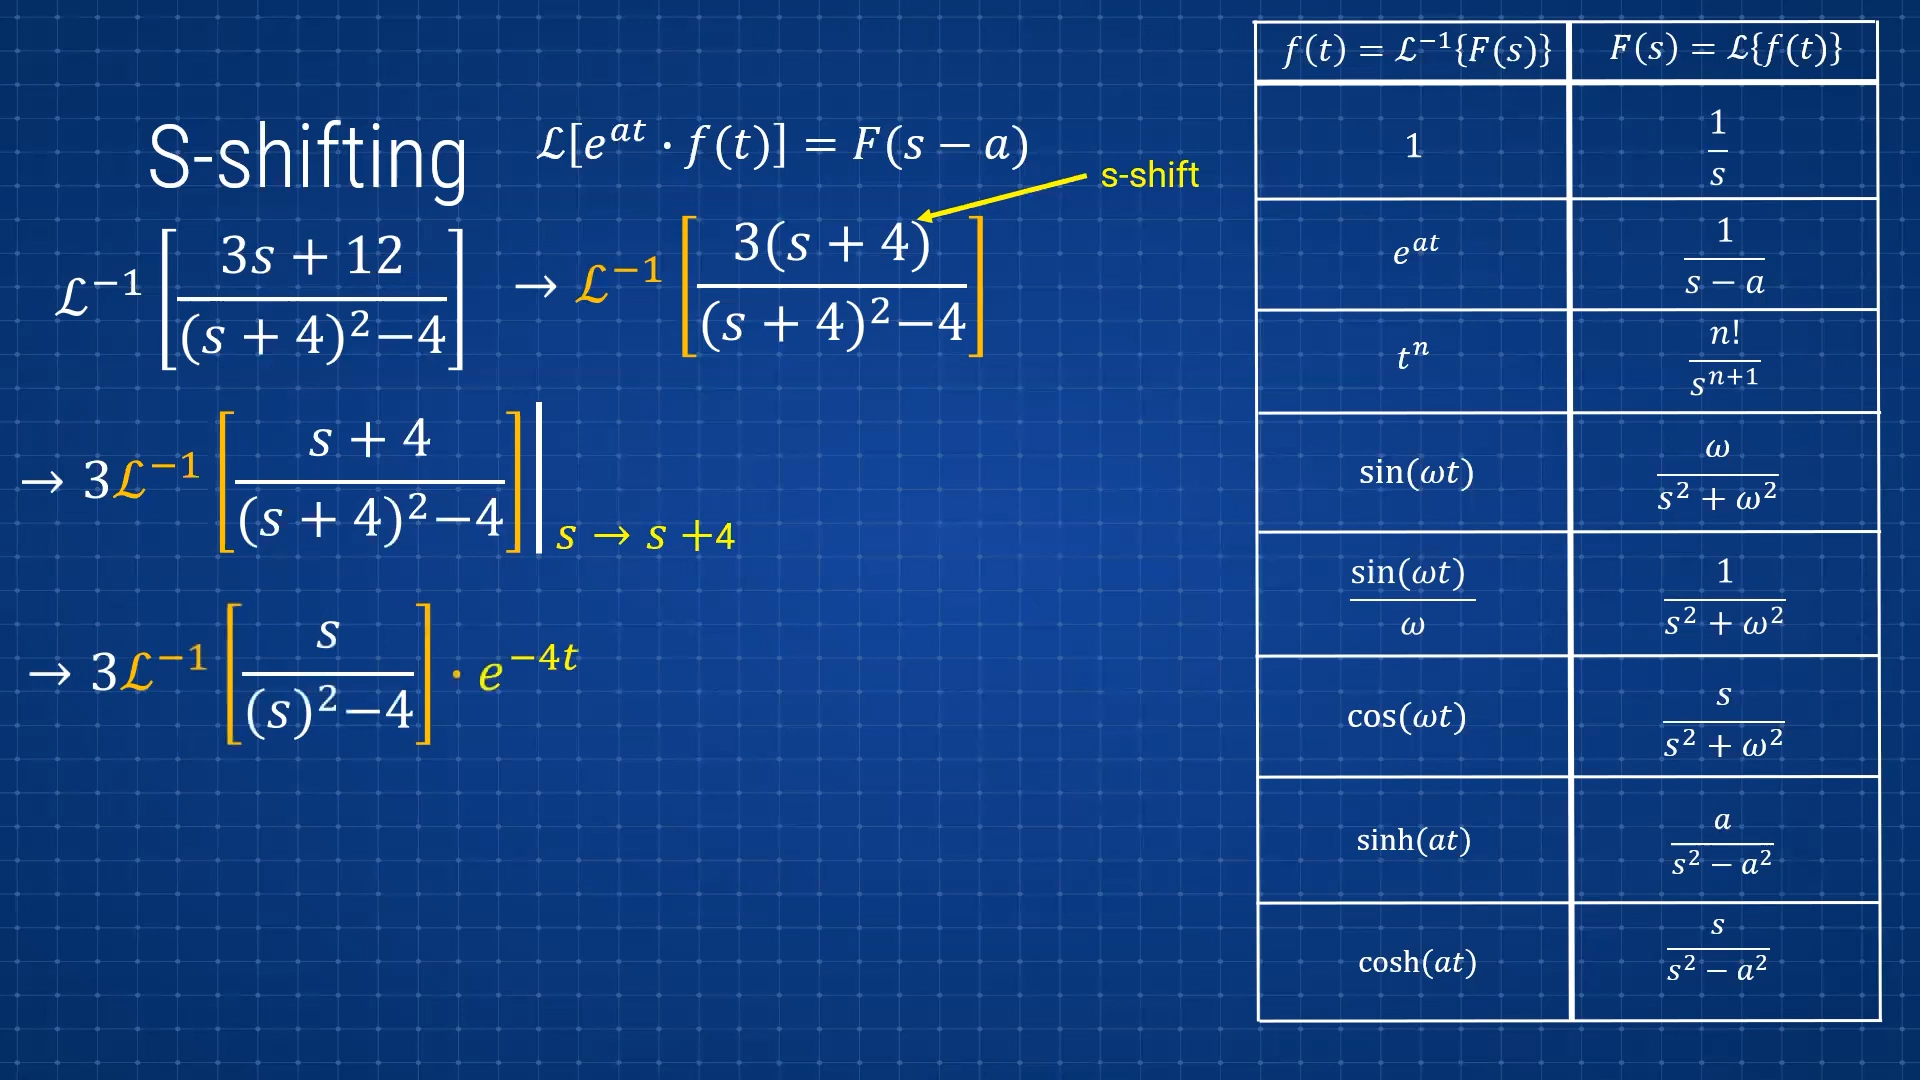 S-shifting
ℒ[e^{at} · f(t)] = F(s − a)
s-shift
ℒ^{−1} [ (3s + 12) / ((s + 4)^2 −4) ] → ℒ^{−1} [ 3(s + 4) / ((s + 4)^2 −4) ]
→ 3ℒ^{−1} [ (s + 4) / ((s + 4)^2 −4) ] | s → s +4
→ 3ℒ^{−1} [ s / ((s)^2 −4) ] · e^{−4t}
f(t) = ℒ^{−1}{F(s)} F(s) = ℒ{f(t)}
1 1/s
e^{at} 1/(s − a)
t^n n!/s^{n+1}
sin(ωt) ω/(s^2 + ω^2)
sin(ωt)/ω 1/(s^2 + ω^2)
cos(ωt) s/(s^2 + ω^2)
sinh(at) a/(s^2 − a^2)
cosh(at) s/(s^2 − a^2)